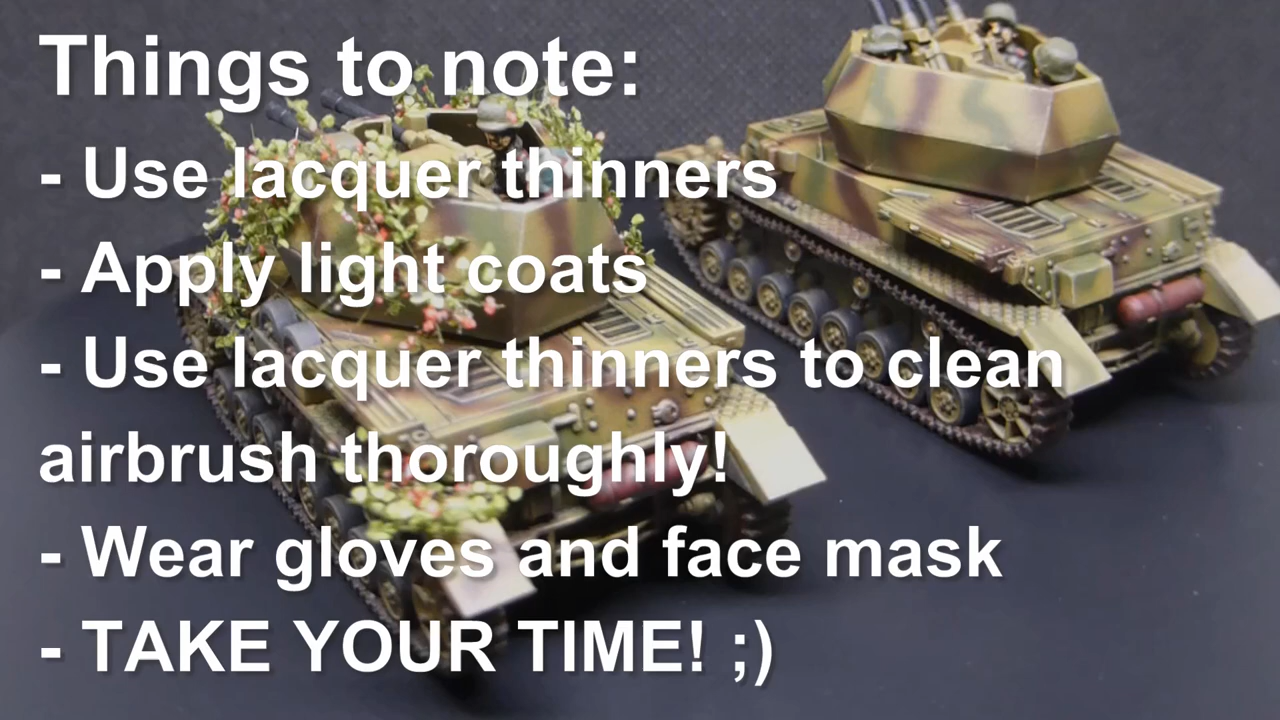 Things to note:
- Use lacquer thinners
- Apply light coats
- Use lacquer thinners to clean
airbrush thoroughly!
- Wear gloves and face mask
- TAKE YOUR TIME! ;)